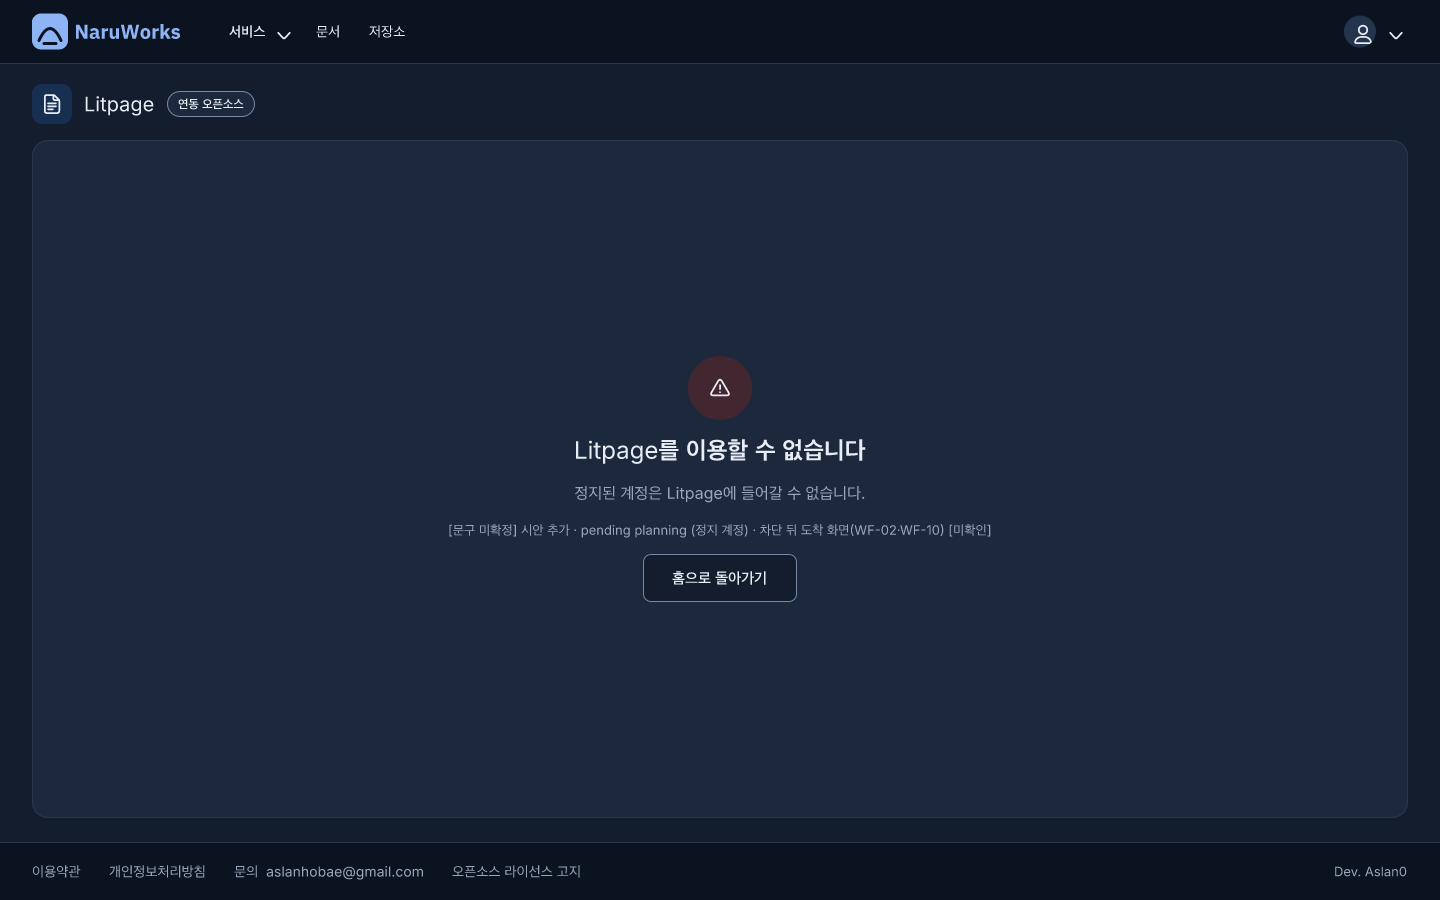 NaruWorks
서비스
문서
저장소
Litpage
연동 오픈소스
Litpage를 이용할 수 없습니다
정지된 계정은 Litpage에 들어갈 수 없습니다.
[문구 미확정] 시안 추가 · pending planning (정지 계정) · 차단 뒤 도착 화면(WF-02·WF-10) [미확인]
홈으로 돌아가기
이용약관
개인정보처리방침
문의 aslanhobae@gmail.com
오픈소스 라이선스 고지
Dev. Aslan0